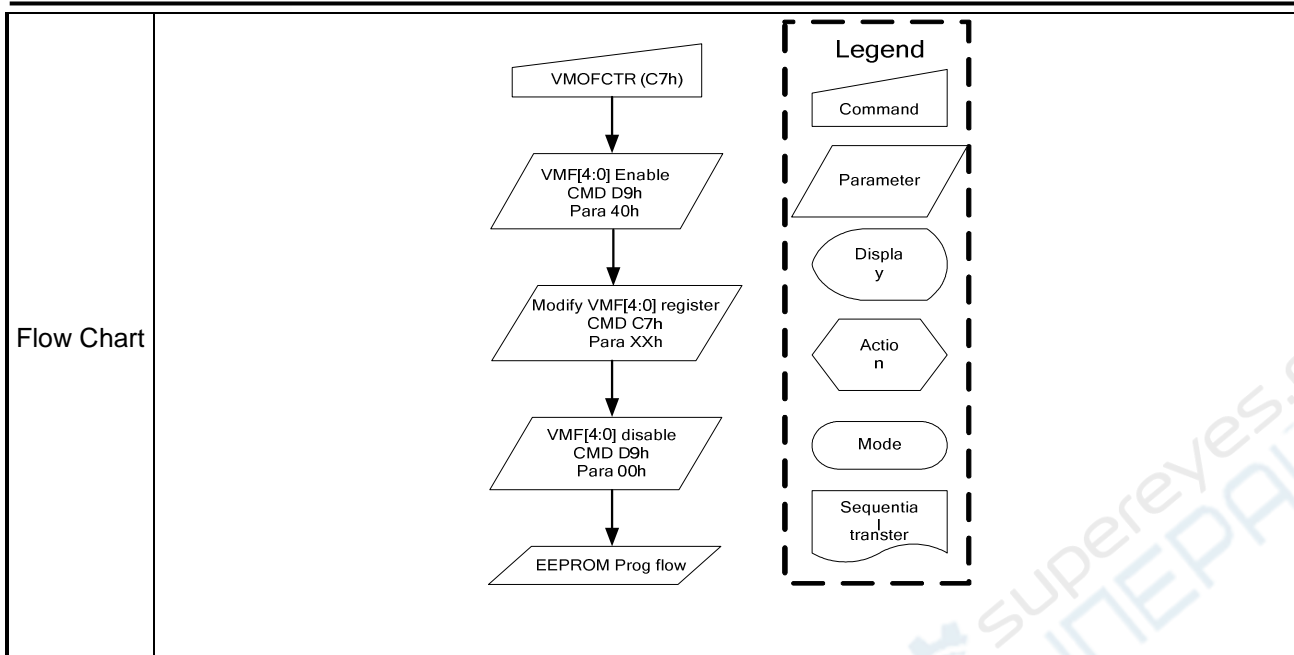 Flow Chart
VMOFCTR (C7h)
VMF[4:0] Enable
CMD D9h
Para 40h
Modify VMF[4:0] register
CMD C7h
Para XXh
VMF[4:0] disable
CMD D9h
Para 00h
EEPROM Prog flow
Legend
Command
Parameter
Displa
y
Actio
n
Mode
Sequentia
l
transter
supereyes.